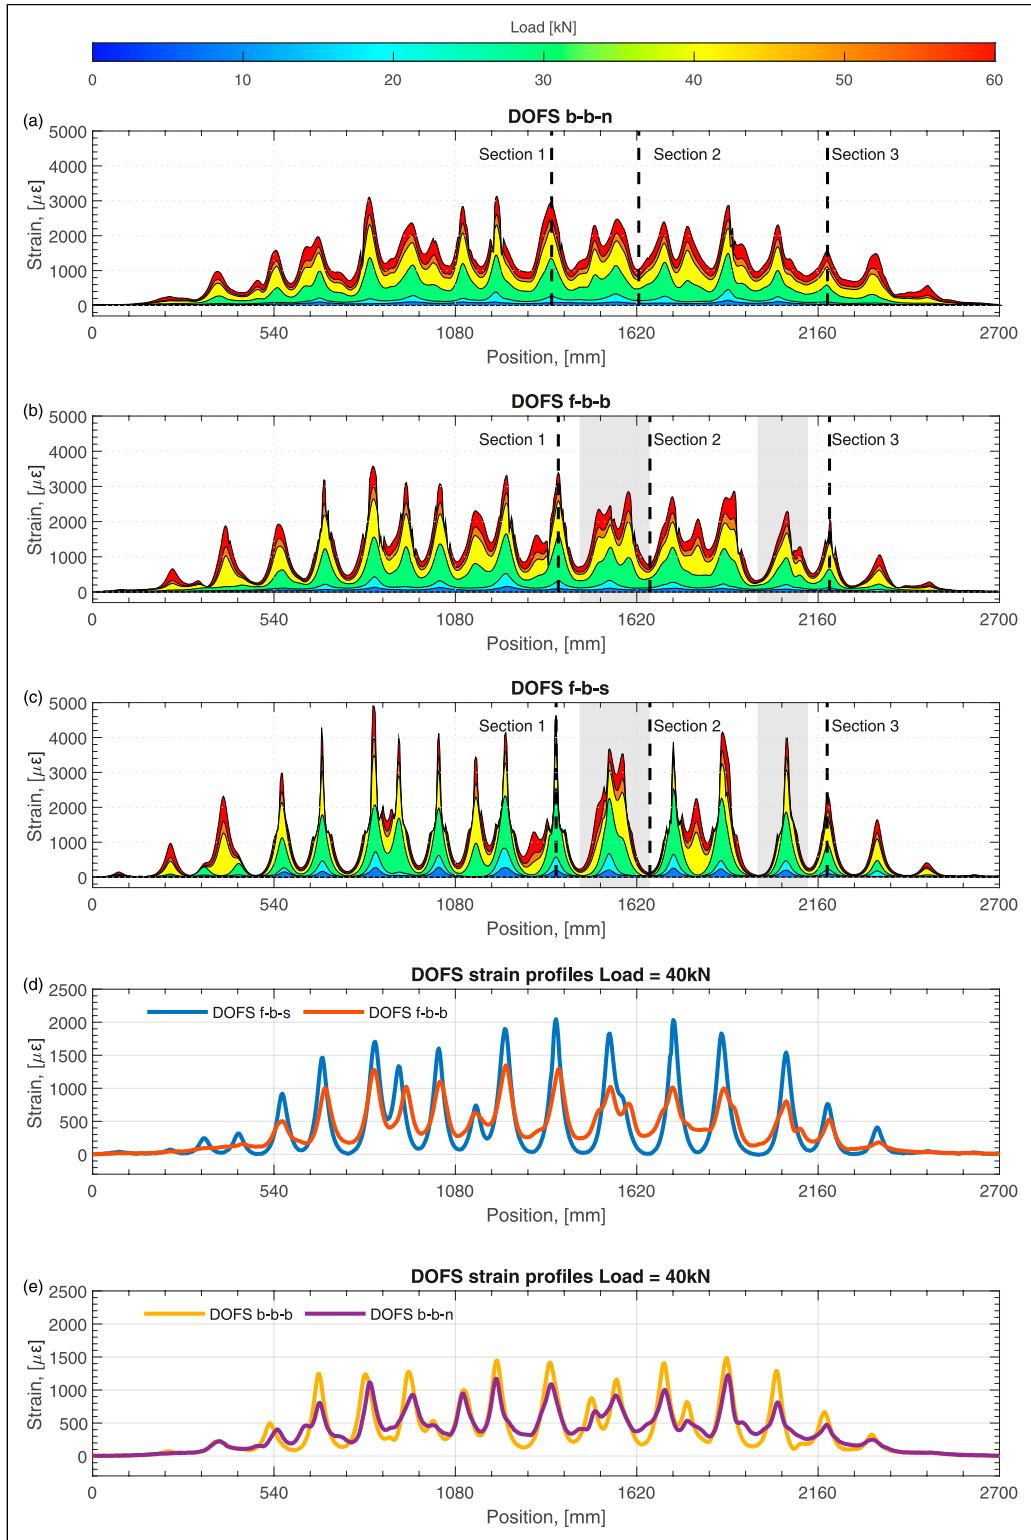 Load [kN]
0 10 20 30 40 50 60
(a) DOFS b-b-n
5000
4000
3000
2000
1000
0
Strain, [με]
Section 1 Section 2 Section 3
0 540 1080 1620 2160 2700
Position, [mm]
(b) DOFS f-b-b
5000
4000
3000
2000
1000
0
Strain, [με]
Section 1 Section 2 Section 3
0 540 1080 1620 2160 2700
Position, [mm]
(c) DOFS f-b-s
5000
4000
3000
2000
1000
0
Strain, [με]
Section 1 Section 2 Section 3
0 540 1080 1620 2160 2700
Position, [mm]
(d) DOFS strain profiles Load = 40kN
2500
2000
1500
1000
500
0
Strain, [με]
DOFS f-b-s DOFS f-b-b
0 540 1080 1620 2160 2700
Position, [mm]
(e) DOFS strain profiles Load = 40kN
2500
2000
1500
1000
500
0
Strain, [με]
DOFS b-b-b DOFS b-b-n
0 540 1080 1620 2160 2700
Position, [mm]